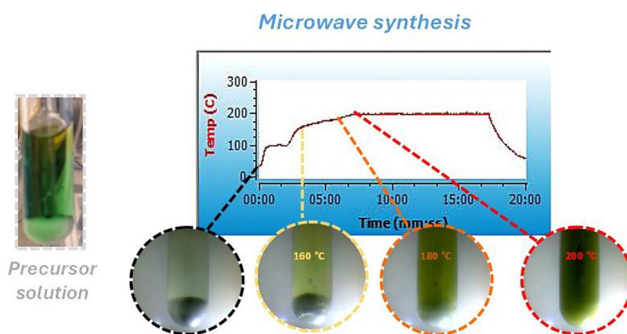 Microwave synthesis
Temp (C)
300
200
100
0
00:00
05:00
10:00
15:00
20:00
Time (mm:ss)
Precursor
solution
160 °C
180 °C
200 °C